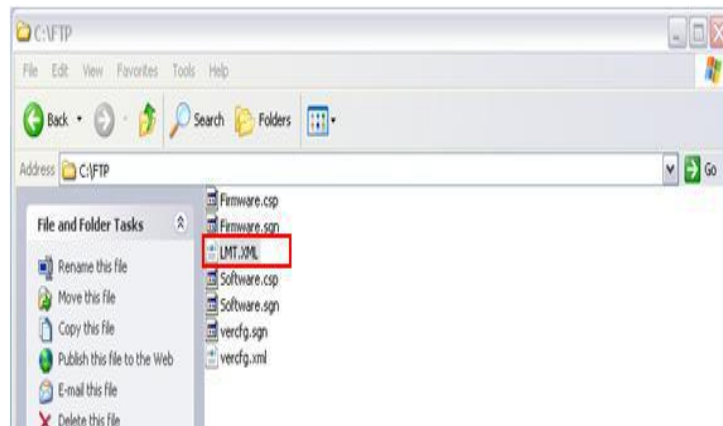 C:\FTP
File Edit View Favorites Tools Help
Back Search Folders
Address C:\FTP Go
File and Folder Tasks
Rename this file
Move this file
Copy this file
Publish this file to the Web
E-mail this file
Delete this file
Firmware.csp
Firmware.sgn
LMT.XML
Software.csp
Software.sgn
vercfg.sgn
vercfg.xml